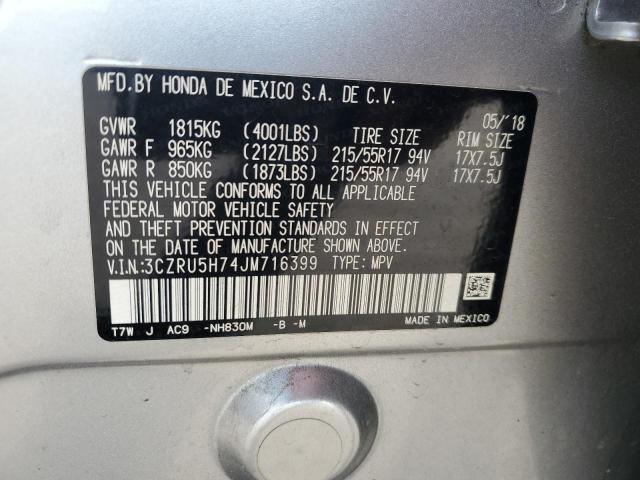 MFD.BY HONDA DE MEXICO S.A. DE C.V.
05/'18
GVWR 1815KG (4001LBS) TIRE SIZE RIM SIZE
GAWR F 965KG (2127LBS) 215/55R17 94V 17X7.5J
GAWR R 850KG (1873LBS) 215/55R17 94V 17X7.5J
THIS VEHICLE CONFORMS TO ALL APPLICABLE
FEDERAL MOTOR VEHICLE SAFETY
AND THEFT PREVENTION STANDARDS IN EFFECT
ON THE DATE OF MANUFACTURE SHOWN ABOVE.
V.I.N.:3CZRU5H74JM716399 TYPE: MPV
T7W J AC9 -NH830M -B -M MADE IN MEXICO